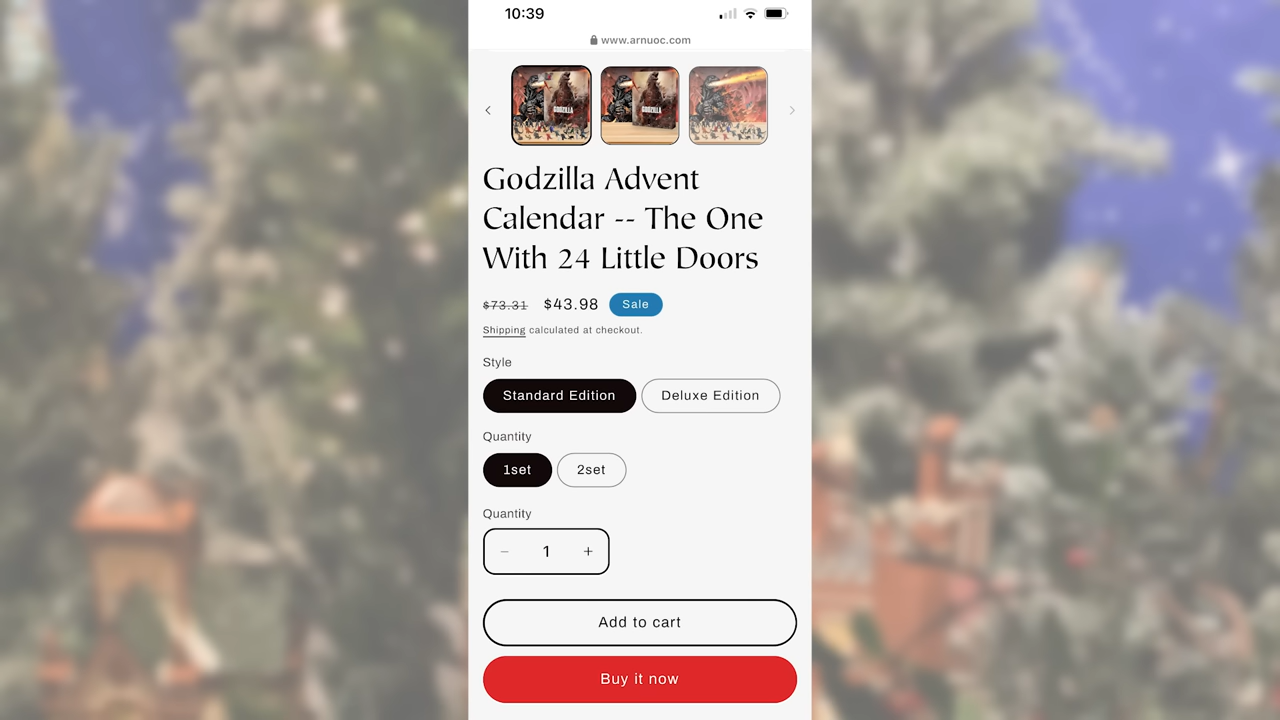 10:39
www.arnuoc.com
GODZILLA
GODZILLA
Godzilla Advent
Calendar -- The One
With 24 Little Doors
$73.31 $43.98 Sale
Shipping calculated at checkout.
Style
Standard Edition Deluxe Edition
Quantity
1set 2set
Quantity
− 1 +
Add to cart
Buy it now